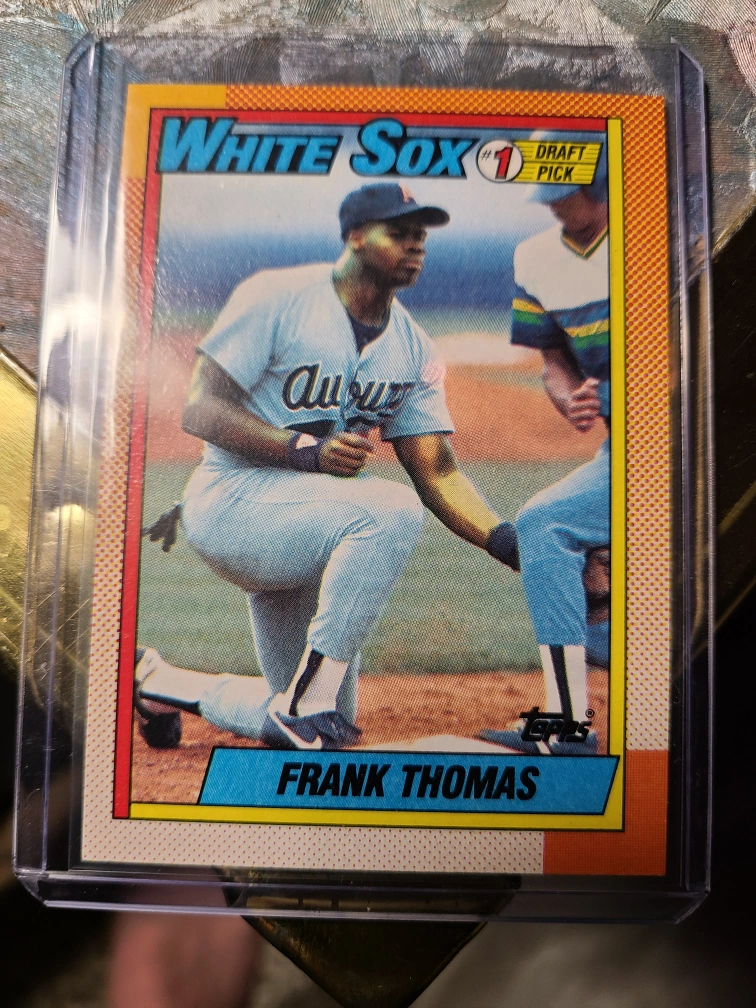 WHITE SOX #1 DRAFT
PICK
Auburn
topps®
FRANK THOMAS